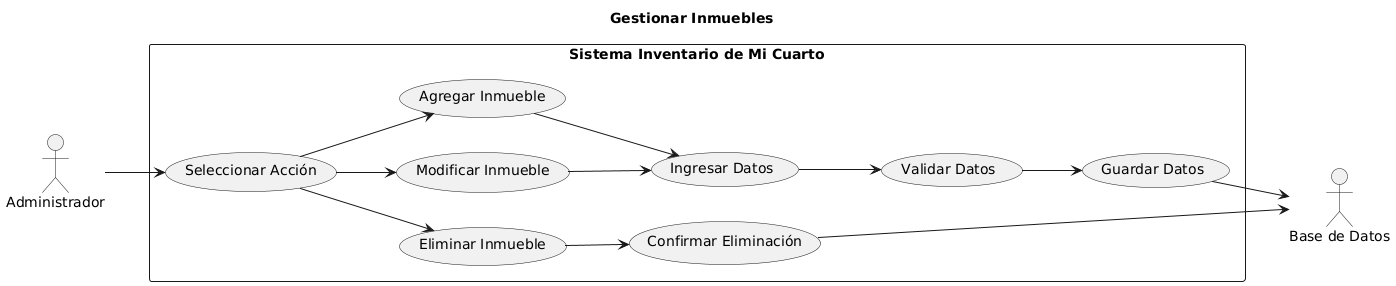 Gestionar Inmuebles
Sistema Inventario de Mi Cuarto
Agregar Inmueble
Seleccionar Acción
Modificar Inmueble
Ingresar Datos
Validar Datos
Guardar Datos
Administrador
Eliminar Inmueble
Confirmar Eliminación
Base de Datos